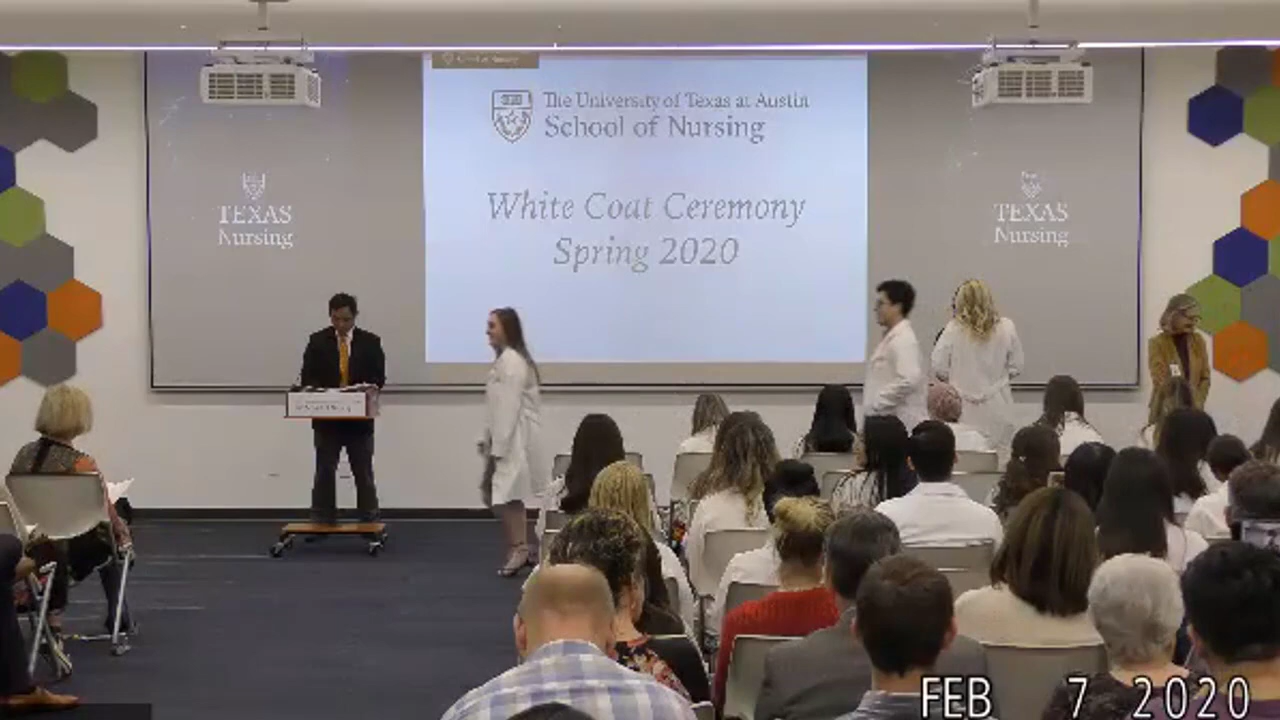 The University of Texas at Austin
School of Nursing
White Coat Ceremony
Spring 2020
TEXAS
Nursing
TEXAS
Nursing
FEB 7 2020